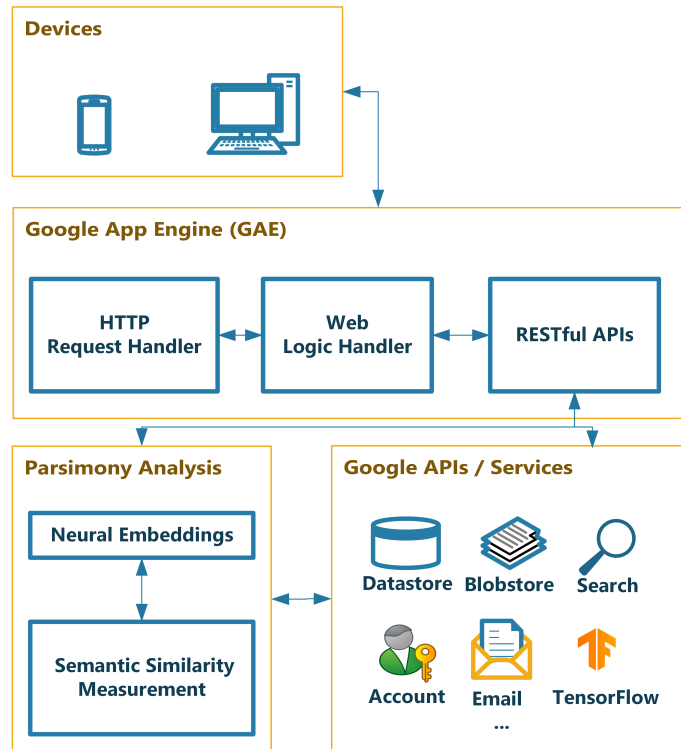 Devices
Google App Engine (GAE)
HTTP
Request Handler
Web
Logic Handler
RESTful APIs
Parsimony Analysis
Neural Embeddings
Semantic Similarity
Measurement
Google APIs / Services
Datastore
Blobstore
Search
Account
Email
TensorFlow
...